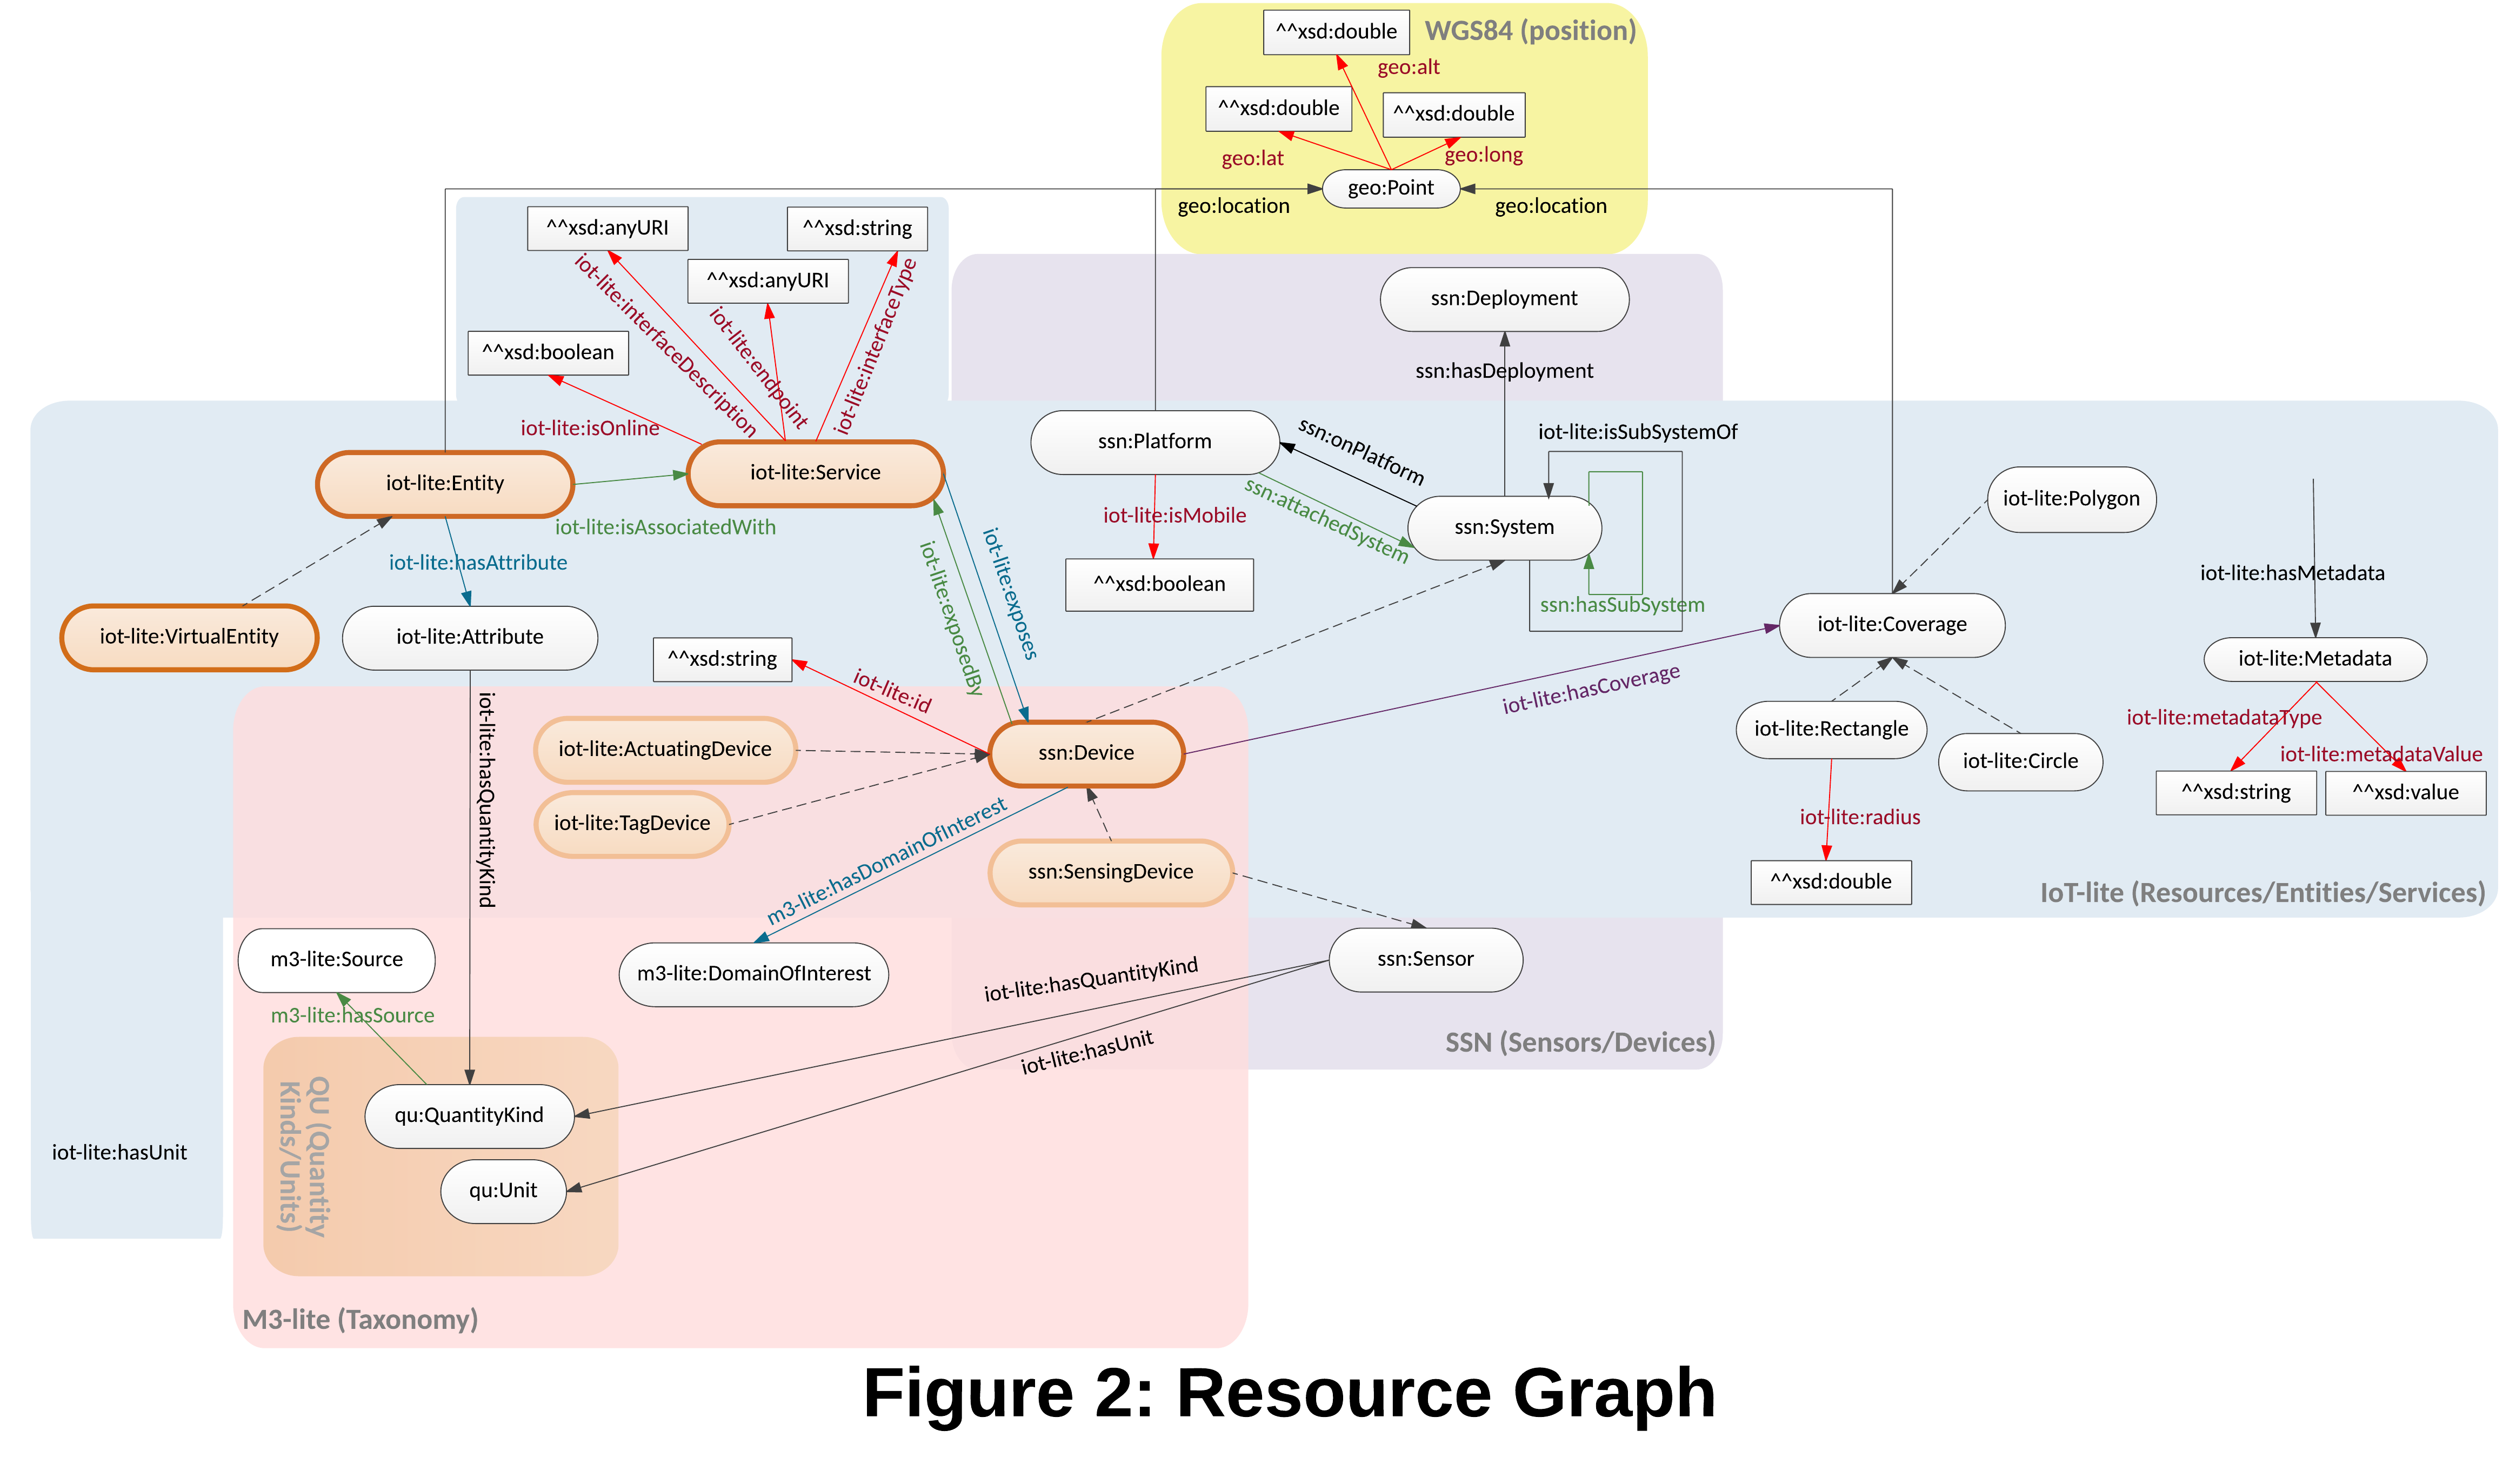 ^^xsd:double
WGS84 (position)
geo:alt
^^xsd:double
^^xsd:double
geo:lat
geo:long
geo:Point
geo:location
geo:location
^^xsd:anyURI
^^xsd:string
^^xsd:anyURI
^^xsd:boolean
iot-lite:interfaceDescription
iot-lite:endpoint
iot-lite:interfaceType
iot-lite:isOnline
ssn:Deployment
ssn:hasDeployment
iot-lite:Entity
iot-lite:Service
iot-lite:isAssociatedWith
iot-lite:hasAttribute
ssn:Platform
ssn:onPlatform
iot-lite:isSubSystemOf
ssn:attachedSystem
iot-lite:isMobile
ssn:System
^^xsd:boolean
ssn:hasSubSystem
iot-lite:Polygon
iot-lite:hasMetadata
iot-lite:VirtualEntity
iot-lite:Attribute
iot-lite:exposedBy
iot-lite:exposes
iot-lite:Coverage
iot-lite:Metadata
^^xsd:string
iot-lite:id
iot-lite:hasCoverage
iot-lite:hasQuantityKind
iot-lite:ActuatingDevice
ssn:Device
iot-lite:Rectangle
iot-lite:metadataType
iot-lite:Circle
iot-lite:metadataValue
^^xsd:string
^^xsd:value
iot-lite:TagDevice
iot-lite:radius
m3-lite:hasDomainOfInterest
ssn:SensingDevice
^^xsd:double
IoT-lite (Resources/Entities/Services)
m3-lite:Source
m3-lite:DomainOfInterest
iot-lite:hasQuantityKind
ssn:Sensor
m3-lite:hasSource
iot-lite:hasUnit
SSN (Sensors/Devices)
QU (Quantity
Kinds/Units)
qu:QuantityKind
iot-lite:hasUnit
qu:Unit
M3-lite (Taxonomy)
Figure 2: Resource Graph